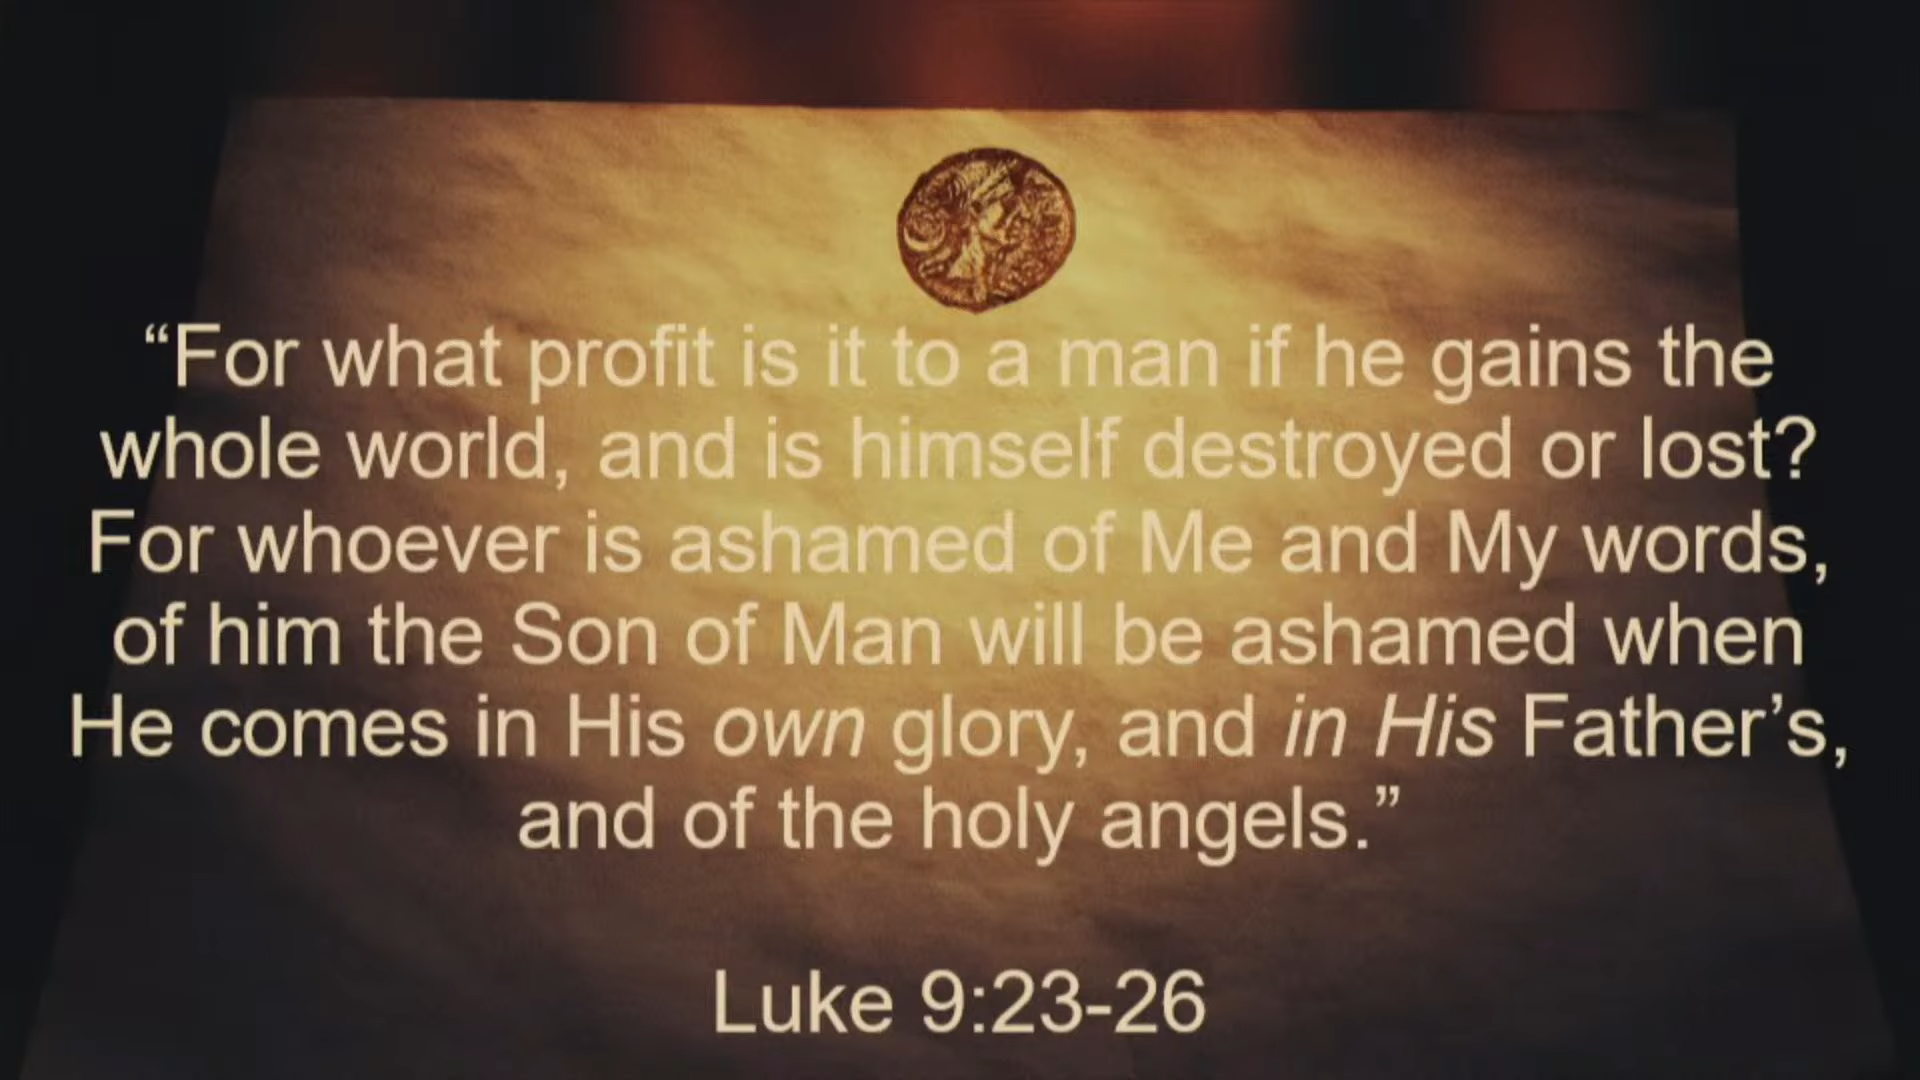 “For what profit is it to a man if he gains the
whole world, and is himself destroyed or lost?
For whoever is ashamed of Me and My words,
of him the Son of Man will be ashamed when
He comes in His own glory, and in His Father’s,
and of the holy angels.”
Luke 9:23-26